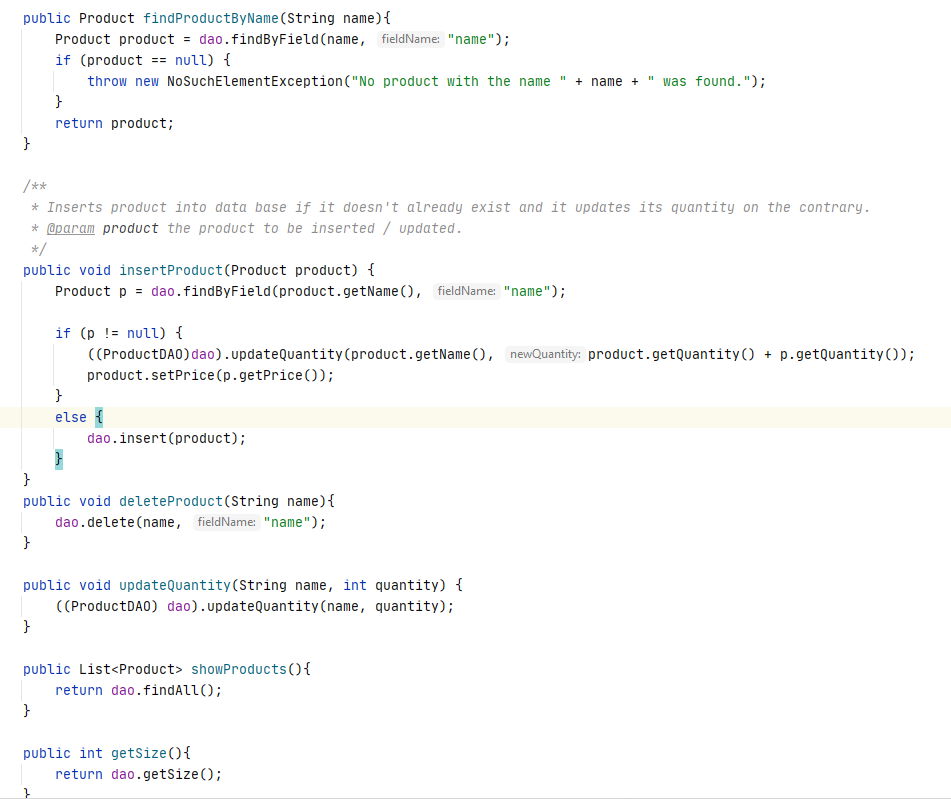 public Product findProductByName(String name){
    Product product = dao.findByField(name, fieldName: "name");
    if (product == null) {
        throw new NoSuchElementException("No product with the name " + name + " was found.");
    }
    return product;
}

/**
 * Inserts product into data base if it doesn't already exist and it updates its quantity on the contrary.
 * @param product the product to be inserted / updated.
 */
public void insertProduct(Product product) {
    Product p = dao.findByField(product.getName(), fieldName: "name");

    if (p != null) {
        ((ProductDAO)dao).updateQuantity(product.getName(), newQuantity: product.getQuantity() + p.getQuantity());
        product.setPrice(p.getPrice());
    }
    else {
        dao.insert(product);
    }
}
public void deleteProduct(String name){
    dao.delete(name, fieldName: "name");
}

public void updateQuantity(String name, int quantity) {
    ((ProductDAO) dao).updateQuantity(name, quantity);
}

public List<Product> showProducts(){
    return dao.findAll();
}

public int getSize(){
    return dao.getSize();
}